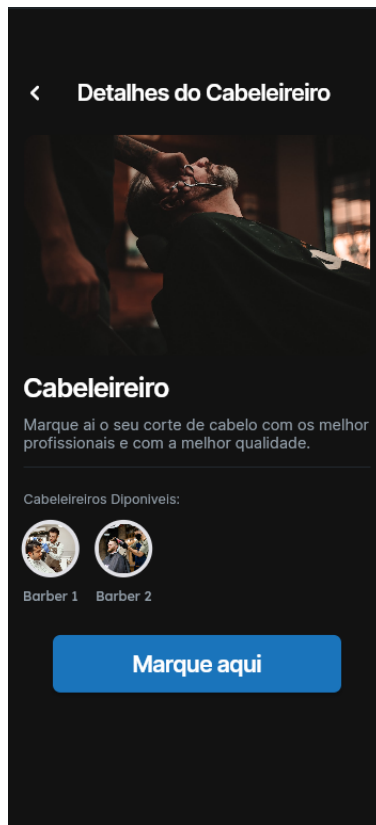 Detalhes do Cabeleireiro
Cabeleireiro
Marque ai o seu corte de cabelo com os melhor
profissionais e com a melhor qualidade.
Cabeleireiros Diponiveis:
Barber 1 Barber 2
Marque aqui